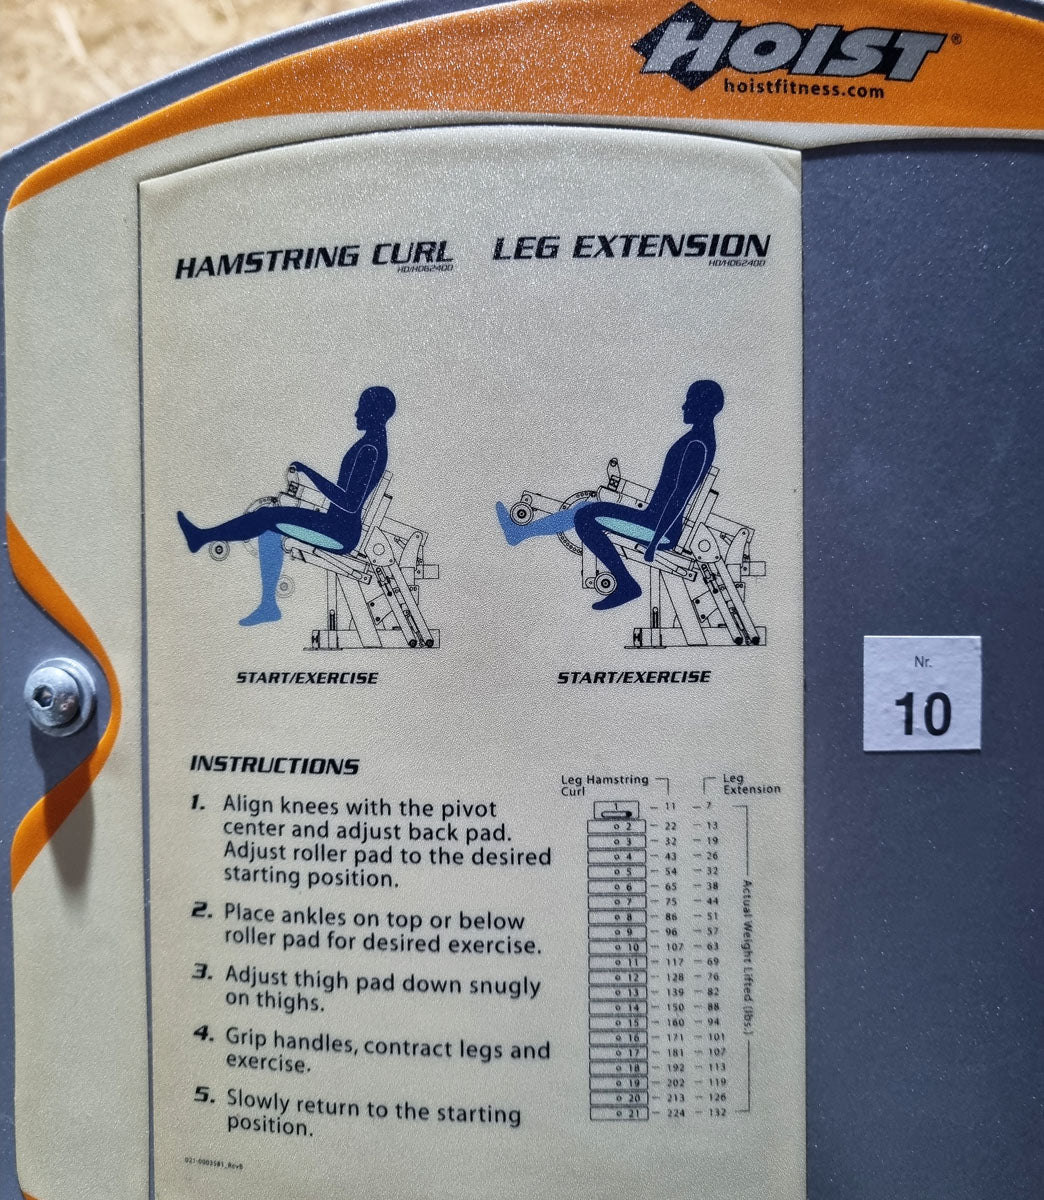 HOIST®
hoistfitness.com
HAMSTRING CURL
HD/HDG2400
LEG EXTENSION
HD/HDG2400
START/EXERCISE
START/EXERCISE
Nr.
10
INSTRUCTIONS
1. Align knees with the pivot
center and adjust back pad.
Adjust roller pad to the desired
starting position.
2. Place ankles on top or below
roller pad for desired exercise.
3. Adjust thigh pad down snugly
on thighs.
4. Grip handles, contract legs and
exercise.
5. Slowly return to the starting
position.
021-0003581_RevB
Leg Hamstring
Curl
Leg
Extension
1 – 11 – 7
2 – 22 – 13
3 – 32 – 19
4 – 43 – 26
5 – 54 – 32
6 – 65 – 38
7 – 75 – 44
8 – 86 – 51
9 – 96 – 57
10 – 107 – 63
11 – 117 – 69
12 – 128 – 76
13 – 139 – 82
14 – 150 – 88
15 – 160 – 94
16 – 171 – 101
17 – 181 – 107
18 – 192 – 113
19 – 202 – 119
20 – 213 – 126
21 – 224 – 132
Actual Weight Lifted (lbs.)